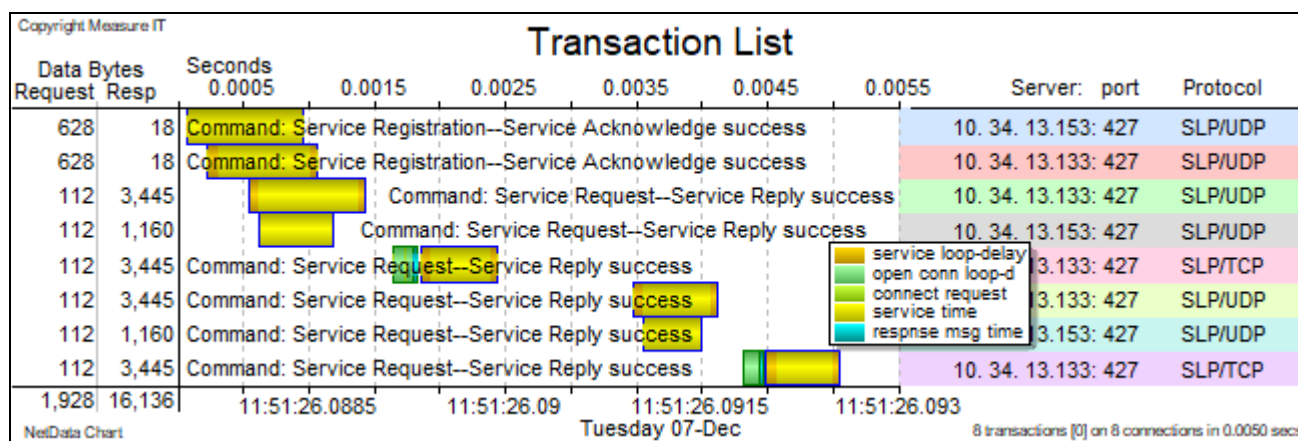 Copyright Measure IT
Transaction List
Data Bytes Seconds
Request Resp 0.0005 0.0015 0.0025 0.0035 0.0045 0.0055 Server: port Protocol
628 18 Command: Service Registration--Service Acknowledge success 10. 34. 13.153: 427 SLP/UDP
628 18 Command: Service Registration--Service Acknowledge success 10. 34. 13.133: 427 SLP/UDP
112 3,445 Command: Service Request--Service Reply success 10. 34. 13.133: 427 SLP/UDP
112 1,160 Command: Service Request--Service Reply success 10. 34. 13.153: 427 SLP/UDP
service loop-delay
112 3,445 Command: Service Request--Service Reply success 3.133: 427 SLP/TCP
open conn loop-d
connect request
112 3,445 Command: Service Request--Service Reply success 3.133: 427 SLP/UDP
service time
112 1,160 Command: Service Request--Service Reply success 3.153: 427 SLP/UDP
respnse msg time
112 3,445 Command: Service Request--Service Reply success 10. 34. 13.133: 427 SLP/TCP
1,928 16,136 11:51:26.0885 11:51:26.09 11:51:26.0915 11:51:26.093
NetData Chart Tuesday 07-Dec 8 transactions [0] on 8 connections in 0.0050 secs